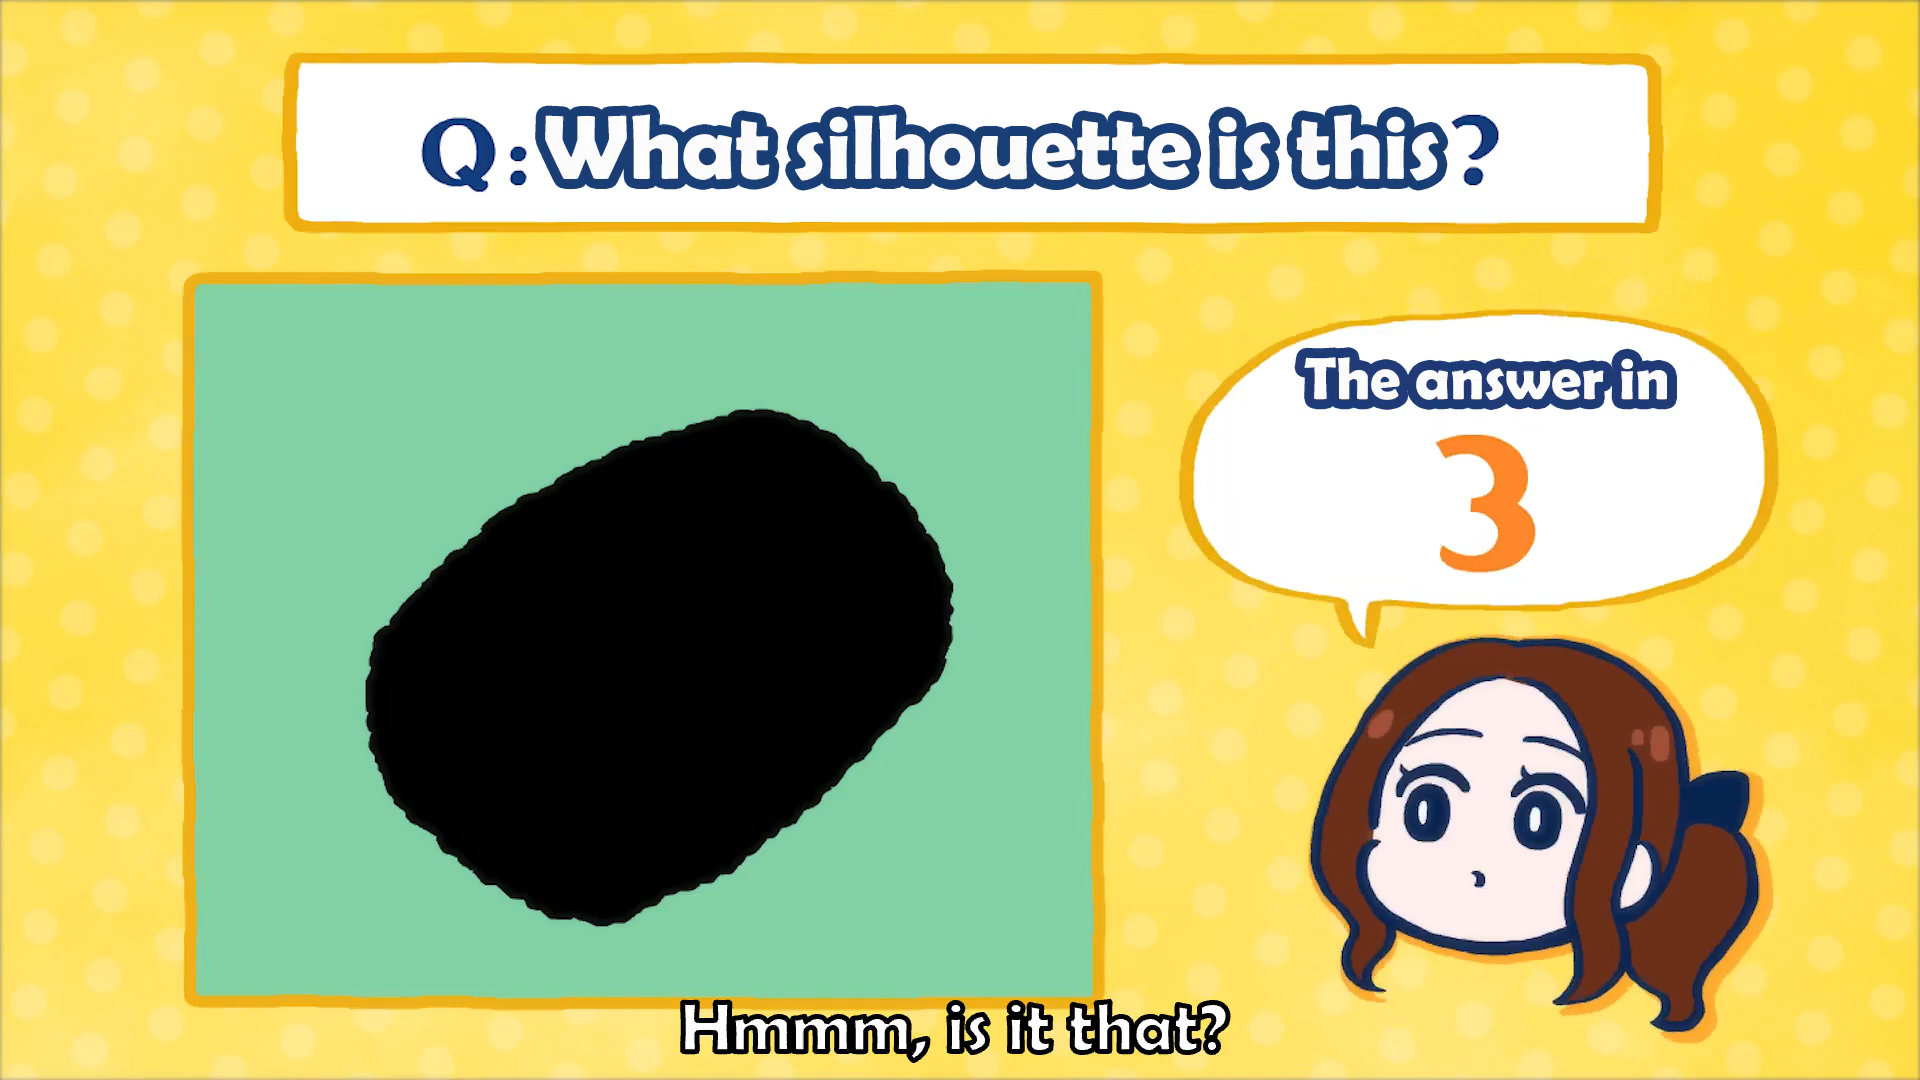 Q:What silhouette is this?
The answer in
3
Hmmm, is it that?